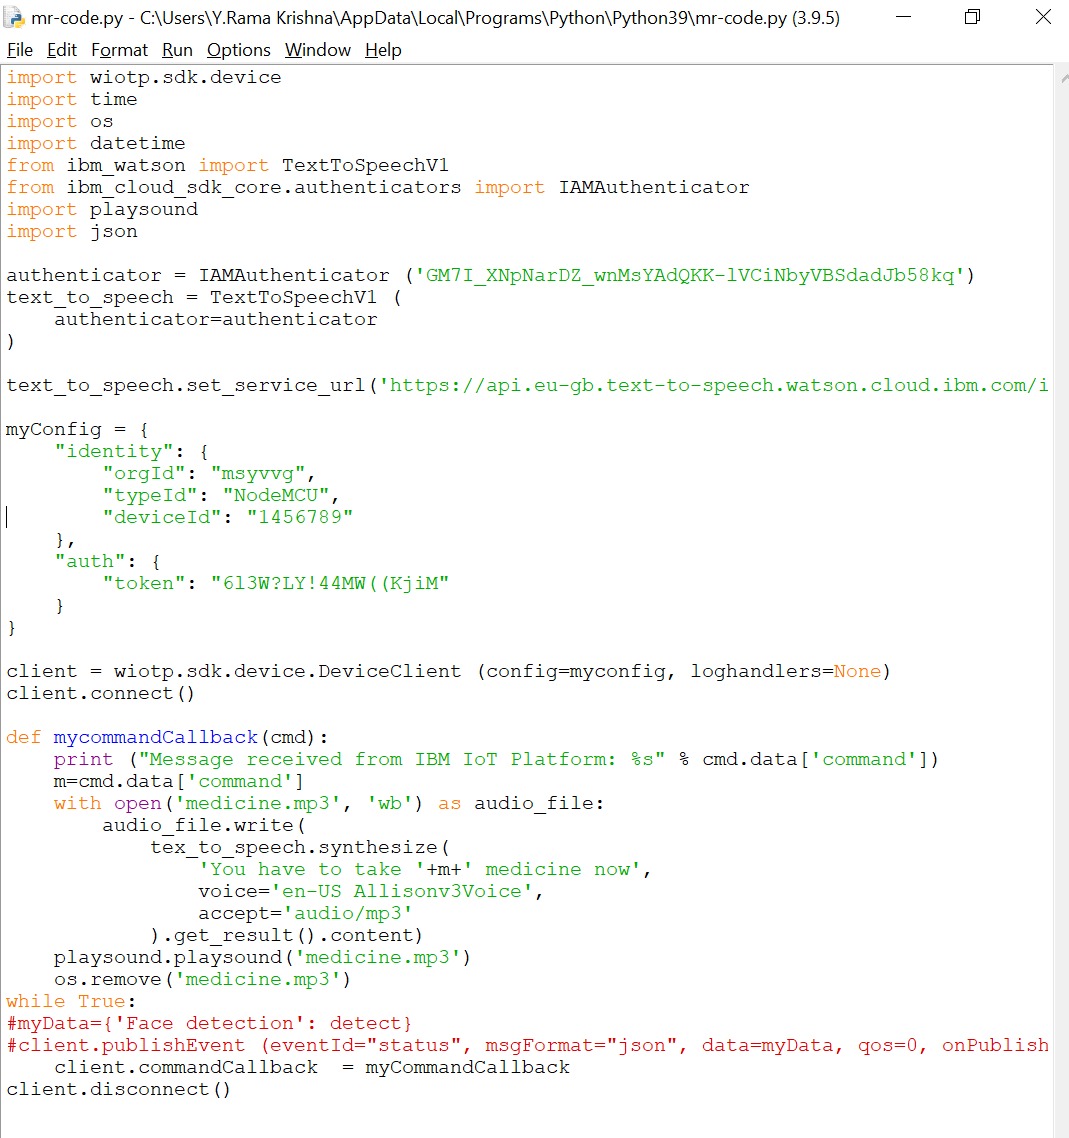 mr-code.py - C:\Users\Y.Rama Krishna\AppData\Local\Programs\Python\Python39\mr-code.py (3.9.5)
File Edit Format Run Options Window Help
import wiotp.sdk.device
import time
import os
import datetime
from ibm_watson import TextToSpeechV1
from ibm_cloud_sdk_core.authenticators import IAMAuthenticator
import playsound
import json
authenticator = IAMAuthenticator ('GM7I_XNpNarDZ_wnMsYAdQKK-lVCiNbyVBSdadJb58kq')
text_to_speech = TextToSpeechV1 (
    authenticator=authenticator
)
text_to_speech.set_service_url('https://api.eu-gb.text-to-speech.watson.cloud.ibm.com/i
myConfig = {
    "identity": {
        "orgId": "msyvvg",
        "typeId": "NodeMCU",
        "deviceId": "1456789"
    },
    "auth": {
        "token": "6l3W?LY!44MW((KjiM"
    }
}
client = wiotp.sdk.device.DeviceClient (config=myconfig, loghandlers=None)
client.connect()
def mycommandCallback(cmd):
    print ("Message received from IBM IoT Platform: %s" % cmd.data['command'])
    m=cmd.data['command']
    with open('medicine.mp3', 'wb') as audio_file:
        audio_file.write(
            tex_to_speech.synthesize(
                'You have to take '+m+' medicine now',
                voice='en-US Allisonv3Voice',
                accept='audio/mp3'
            ).get_result().content)
    playsound.playsound('medicine.mp3')
    os.remove('medicine.mp3')
while True:
#myData={'Face detection': detect}
#client.publishEvent (eventId="status", msgFormat="json", data=myData, qos=0, onPublish
    client.commandCallback  = myCommandCallback
client.disconnect()